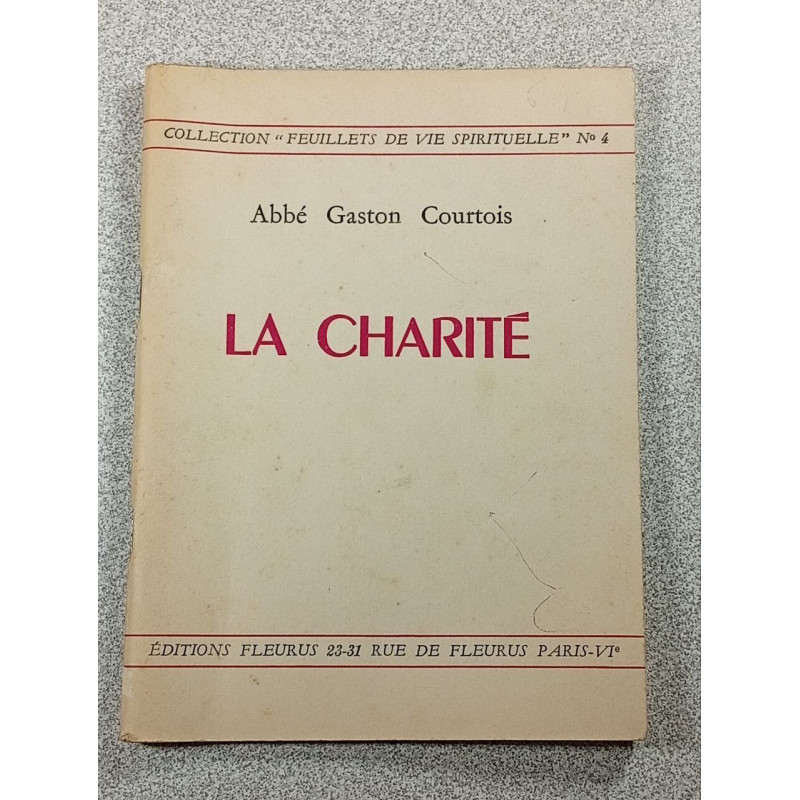 COLLECTION "FEUILLETS DE VIE SPIRITUELLE" No 4
Abbé Gaston Courtois
LA CHARITÉ
ÉDITIONS FLEURUS 23-31 RUE DE FLEURUS PARIS-VIe